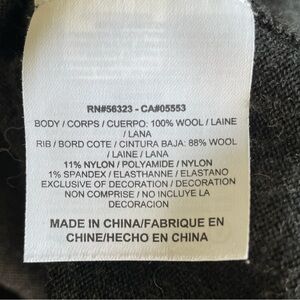 RN#56323 - CA#05553
BODY / CORPS / CUERPO: 100% WOOL / LAINE
/ LANA
RIB / BORD COTE / CINTURA BAJA: 88% WOOL
/ LAINE / LANA
11% NYLON / POLYAMIDE / NYLON
1% SPANDEX / ELASTHANNE / ELASTANO
EXCLUSIVE OF DECORATION / DECORATION
NON COMPRISE / NO INCLUYE LA
DECORACION
MADE IN CHINA/FABRIQUE EN
CHINE/HECHO EN CHINA